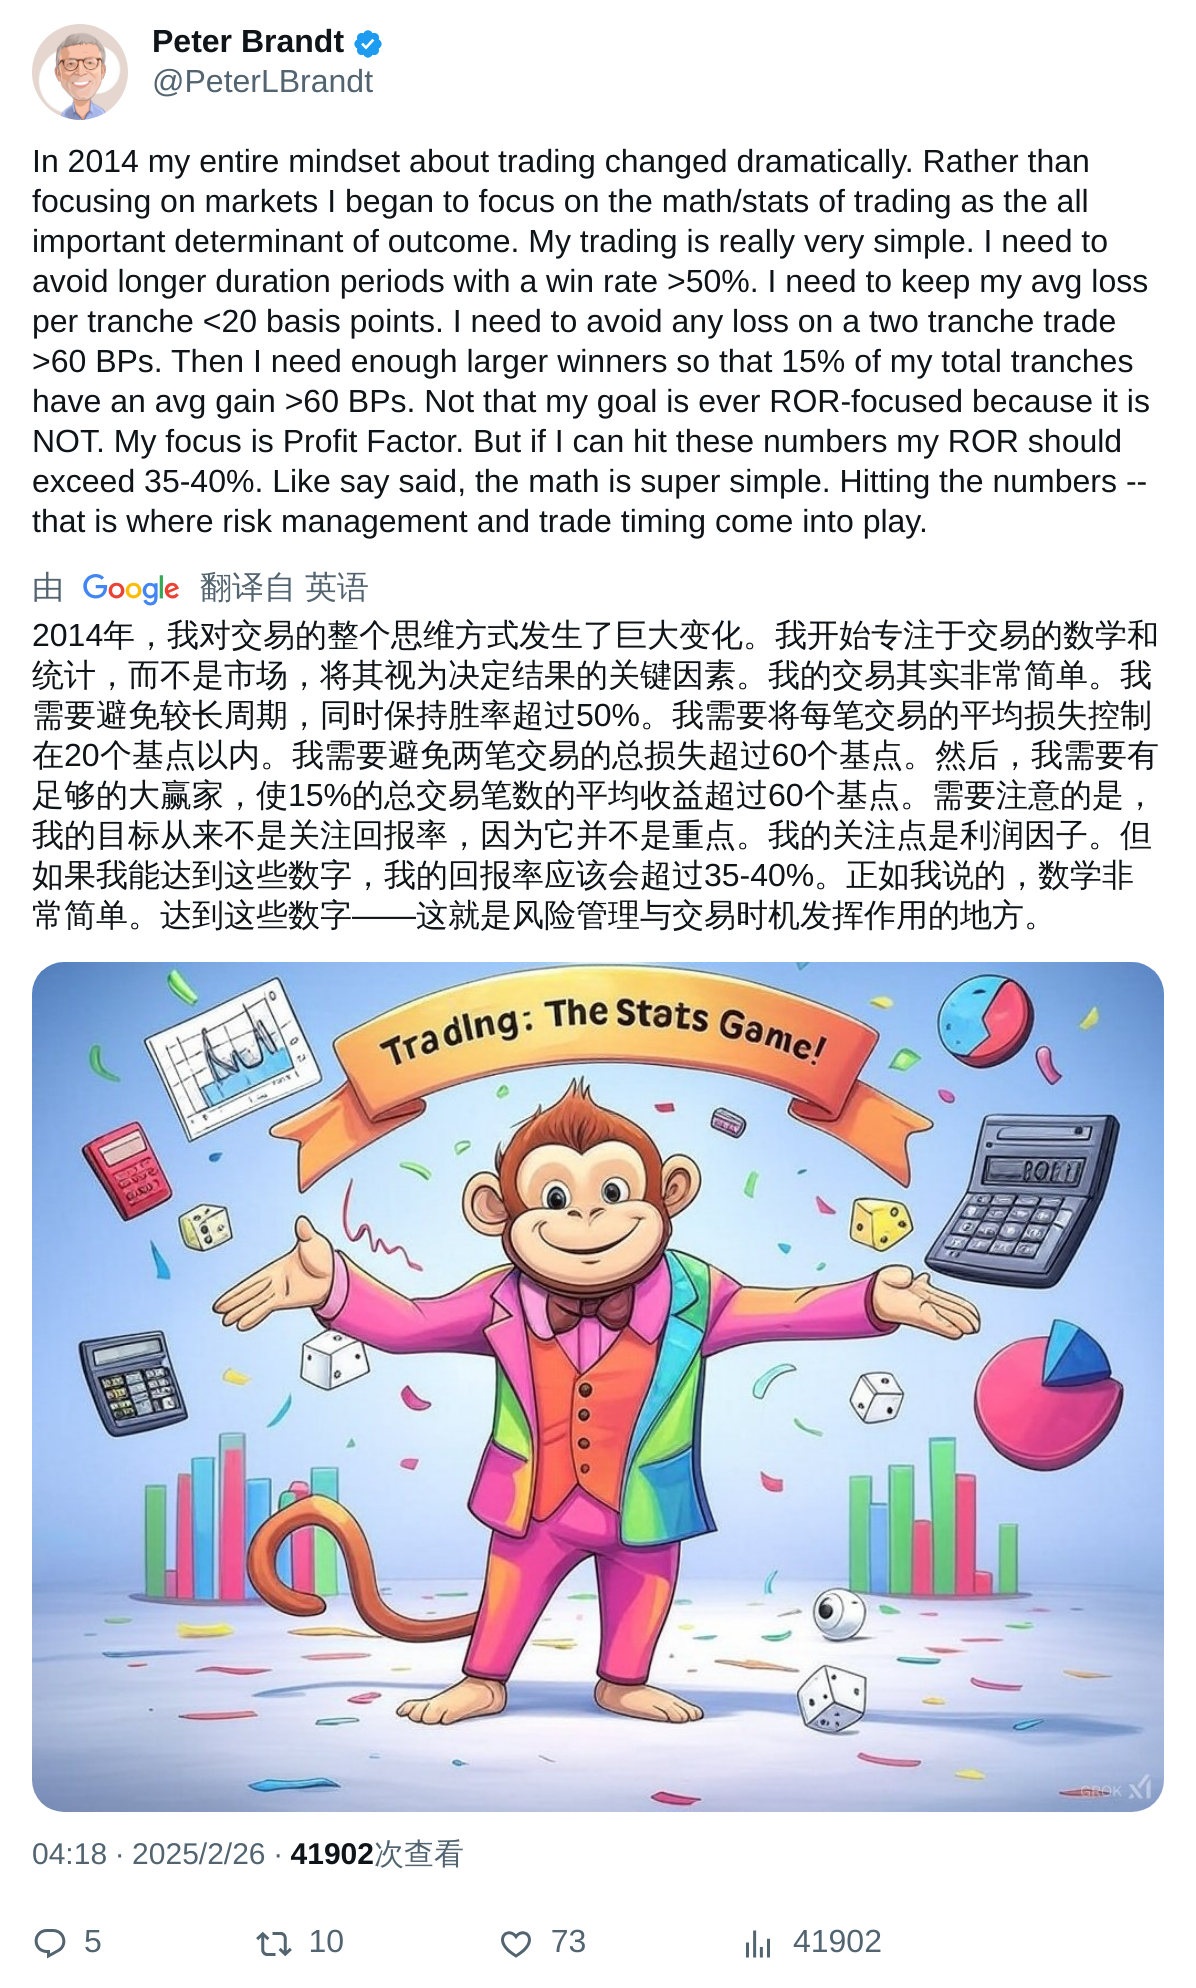 Peter Brandt
@PeterLBrandt
In 2014 my entire mindset about trading changed dramatically. Rather than
focusing on markets I began to focus on the math/stats of trading as the all
important determinant of outcome. My trading is really very simple. I need to
avoid longer duration periods with a win rate >50%. I need to keep my avg loss
per tranche <20 basis points. I need to avoid any loss on a two tranche trade
>60 BPs. Then I need enough larger winners so that 15% of my total tranches
have an avg gain >60 BPs. Not that my goal is ever ROR-focused because it is
NOT. My focus is Profit Factor. But if I can hit these numbers my ROR should
exceed 35-40%. Like say said, the math is super simple. Hitting the numbers --
that is where risk management and trade timing come into play.
由 Google 翻译自 英语
2014年，我对交易的整个思维方式发生了巨大变化。我开始专注于交易的数学和
统计，而不是市场，将其视为决定结果的关键因素。我的交易其实非常简单。我
需要避免较长周期，同时保持胜率超过50%。我需要将每笔交易的平均损失控制
在20个基点以内。我需要避免两笔交易的总损失超过60个基点。然后，我需要有
足够的大赢家，使15%的总交易笔数的平均收益超过60个基点。需要注意的是，
我的目标从来不是关注回报率，因为它并不是重点。我的关注点是利润因子。但
如果我能达到这些数字，我的回报率应该会超过35-40%。正如我说的，数学非
常简单。达到这些数字——这就是风险管理与交易时机发挥作用的地方。
TradIng: The Stats Game!
GROK
04:18 · 2025/2/26 · 41902次查看
5 10 73 41902